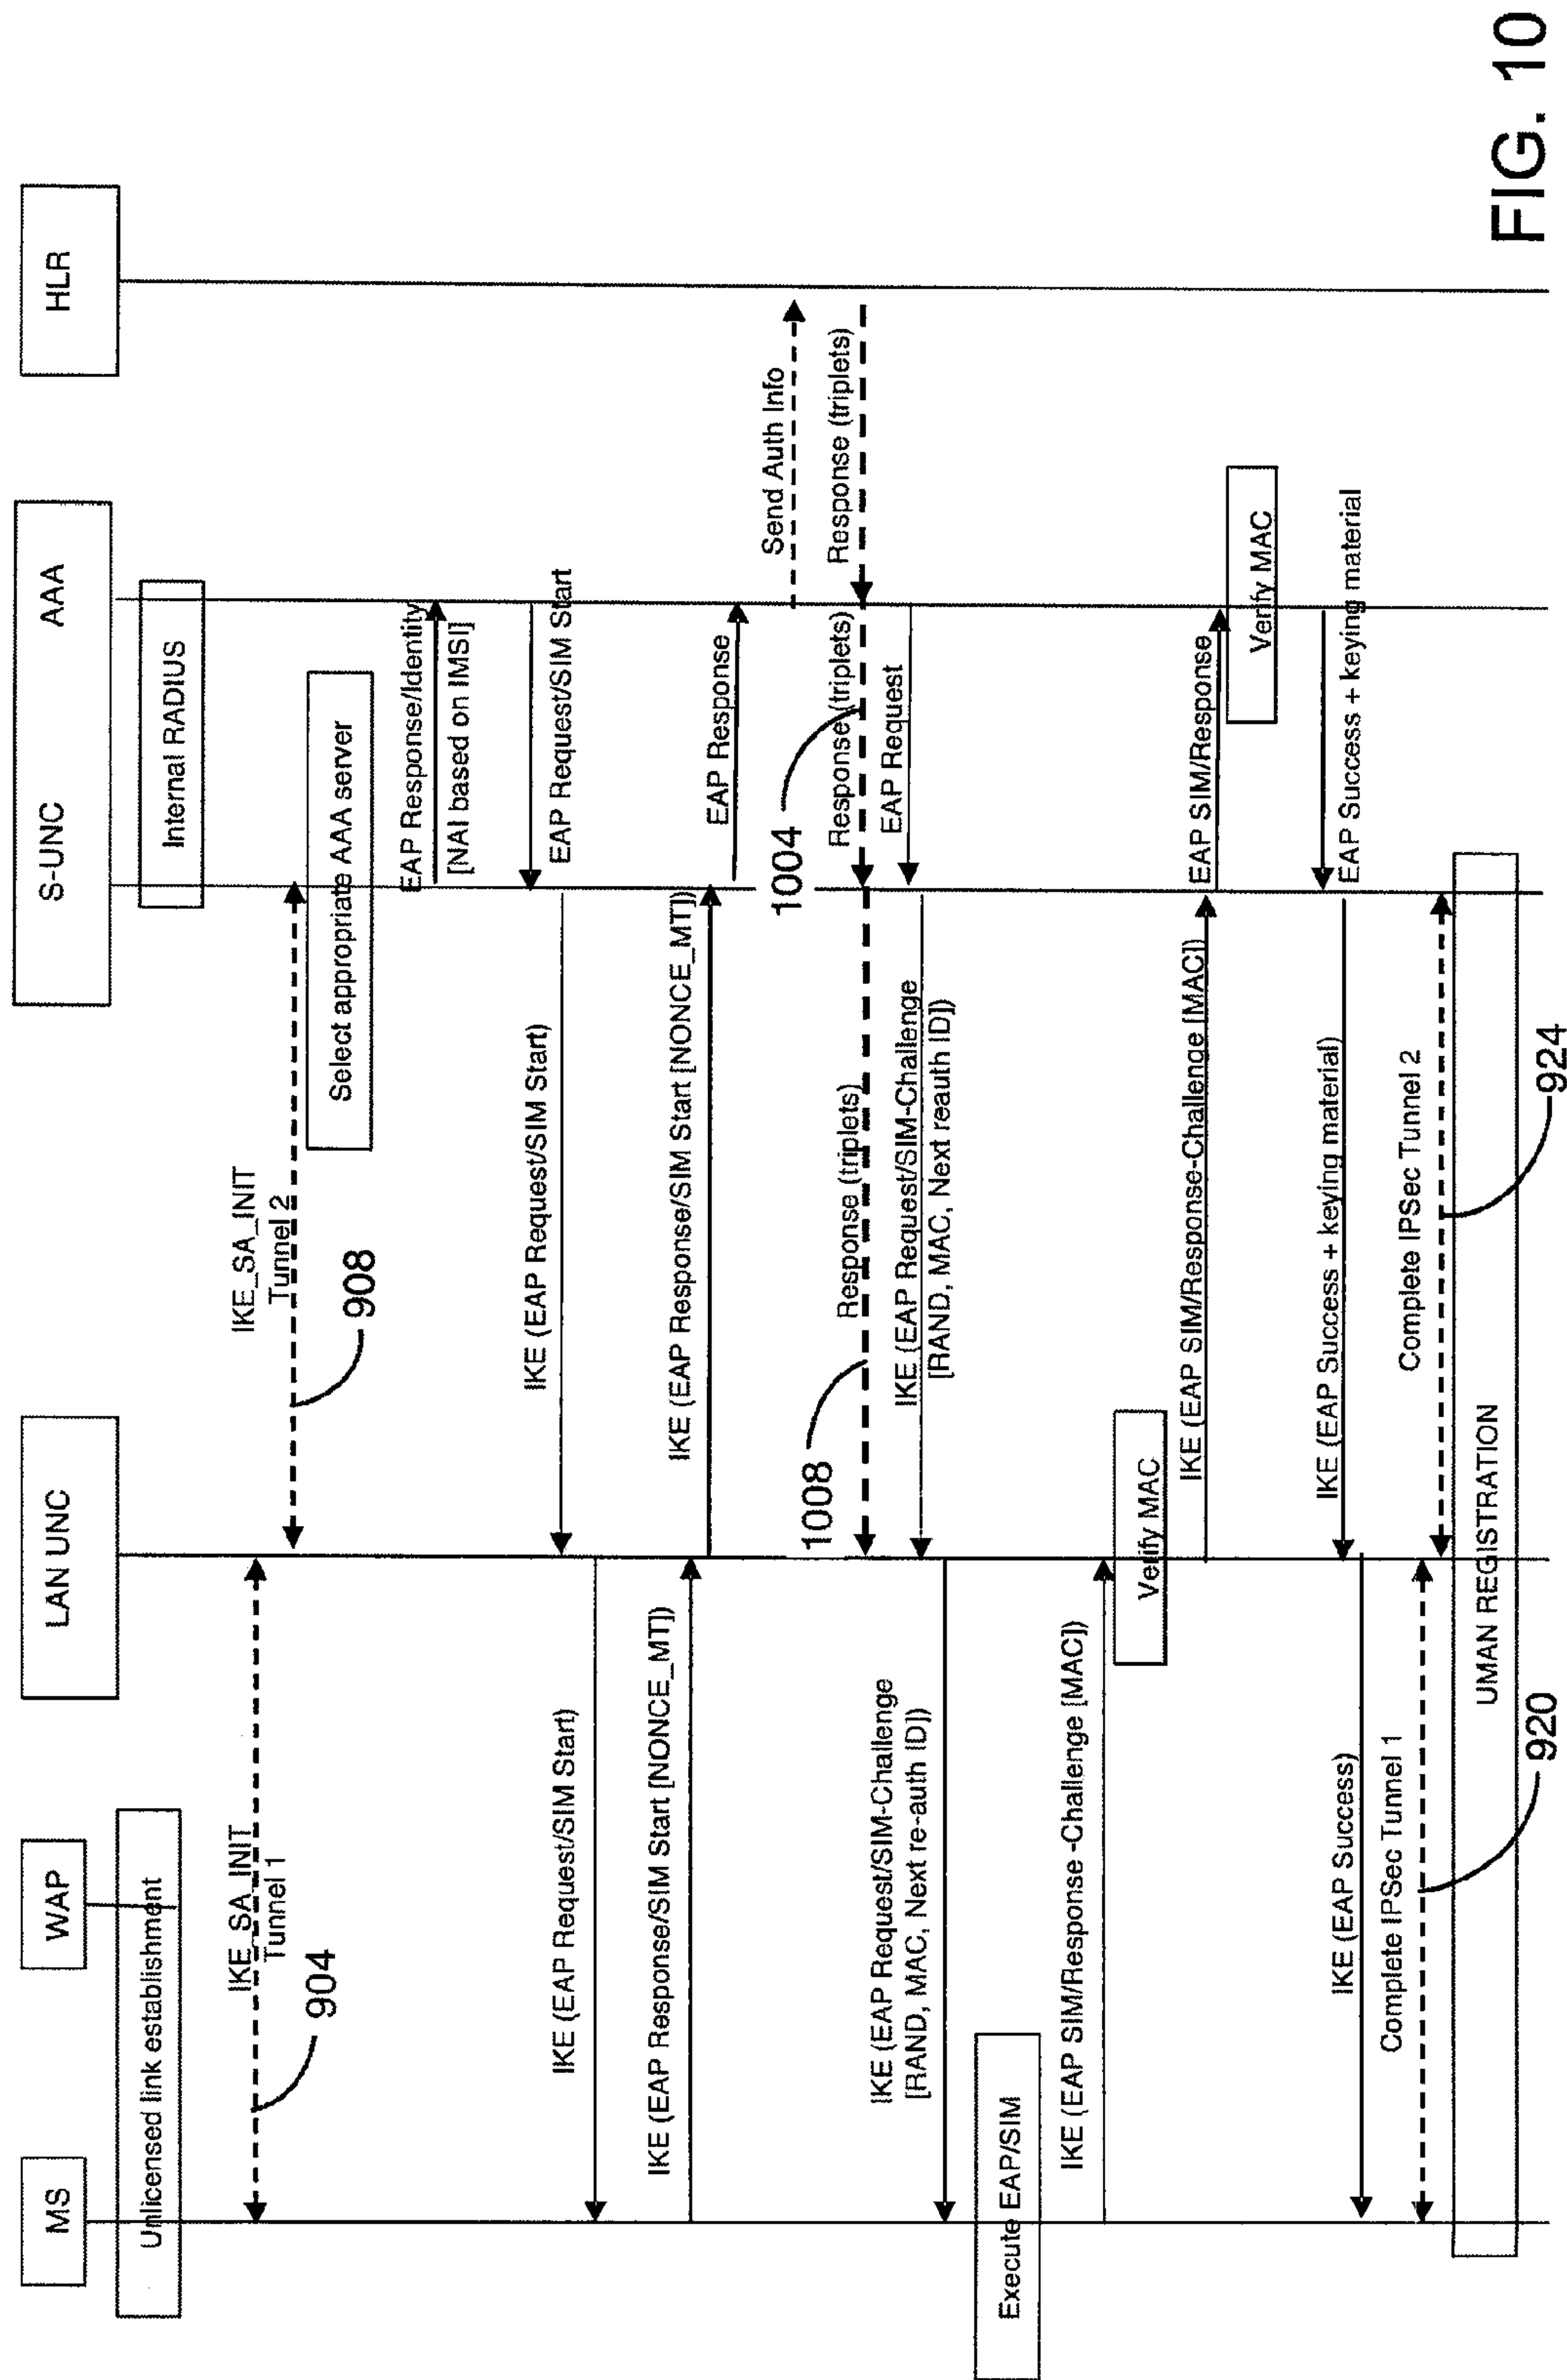 MS
WAP
LAN UNC
S-UNC
AAA
HLR
Unlicensed link establishment
Internal RADIUS
IKE_SA_INIT
Tunnel 1
904
IKE_SA_INIT
Tunnel 2
908
Select appropriate AAA server
EAP Response/Identity
[NAI based on IMSI]
EAP Request/SIM Start
IKE (EAP Request/SIM Start)
IKE (EAP Request/SIM Start)
IKE (EAP Response/SIM Start [NONCE_MT])
IKE (EAP Response/SIM Start [NONCE_MT])
EAP Response
Send Auth Info
Response (triplets)
Response (triplets)
1004
Response (triplets)
1008
EAP Request
IKE (EAP Request/SIM-Challenge
[RAND, MAC, Next reauth ID])
IKE (EAP Request/SIM-Challenge
[RAND, MAC, Next re-auth ID])
Execute EAP/SIM
IKE (EAP SIM/Response -Challenge [MAC])
Verify MAC
IKE (EAP SIM/Response-Challenge [MAC])
EAP SIM/Response
Verify MAC
EAP Success + keying material
IKE (EAP Success + keying material)
IKE (EAP Success)
Complete IPSec Tunnel 1
920
Complete IPSec Tunnel 2
924
UMAN REGISTRATION
FIG. 10